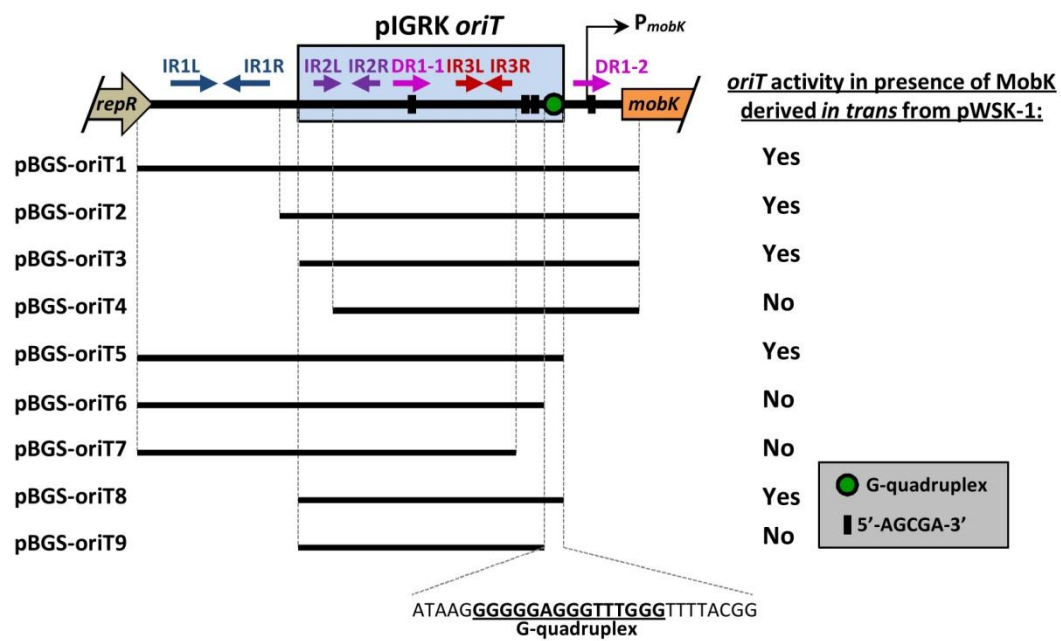 pIGRK oriT
PmobK
IR1L IR1R IR2L IR2R DR1-1 IR3L IR3R DR1-2
repR
mobK
oriT activity in presence of MobK
derived in trans from pWSK-1:
pBGS-oriT1 Yes
pBGS-oriT2 Yes
pBGS-oriT3 Yes
pBGS-oriT4 No
pBGS-oriT5 Yes
pBGS-oriT6 No
pBGS-oriT7 No
pBGS-oriT8 Yes
pBGS-oriT9 No
G-quadruplex
5’-AGCGA-3’
ATAAGGGGGGAGGGTTTGGGTTTTACGG
G-quadruplex